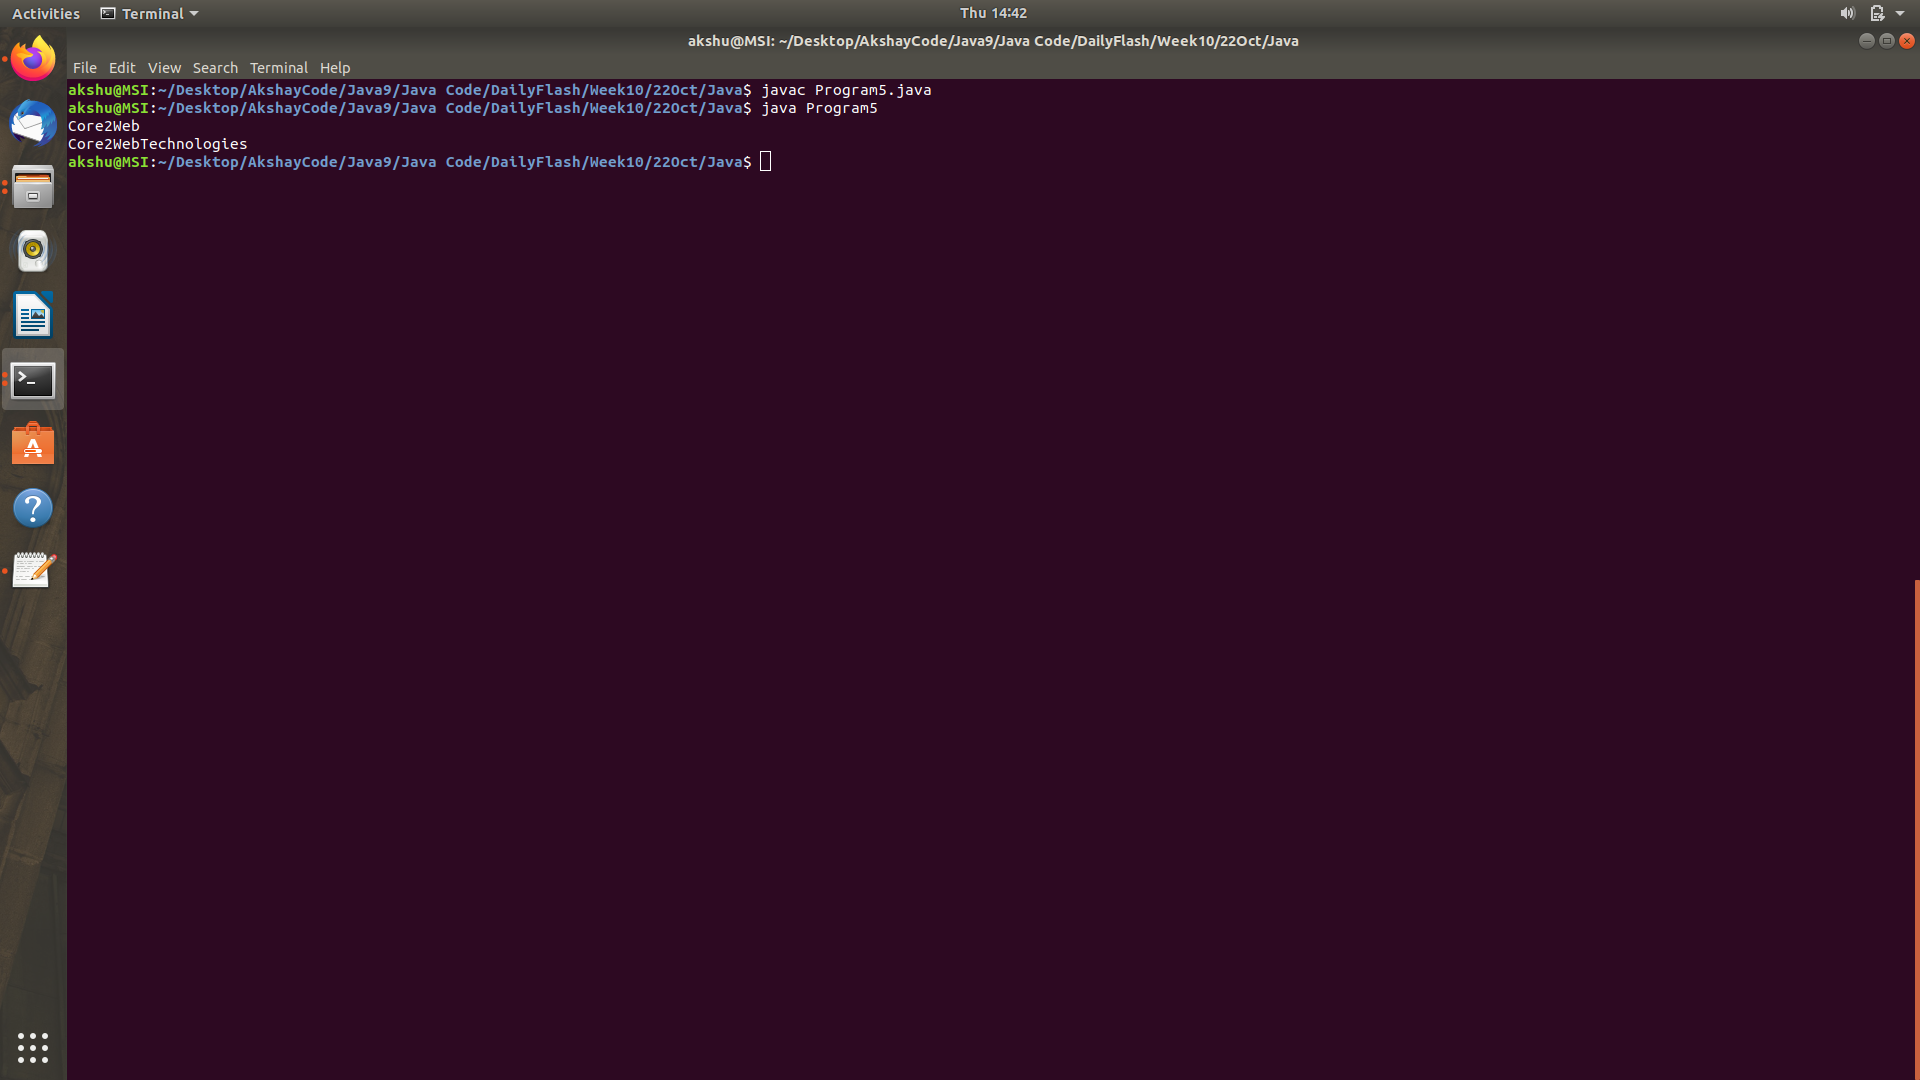 Activities Terminal Thu 14:42
akshu@MSI: ~/Desktop/AkshayCode/Java9/Java Code/DailyFlash/Week10/22Oct/Java
File Edit View Search Terminal Help
akshu@MSI:~/Desktop/AkshayCode/Java9/Java Code/DailyFlash/Week10/22Oct/Java$ javac Program5.java
akshu@MSI:~/Desktop/AkshayCode/Java9/Java Code/DailyFlash/Week10/22Oct/Java$ java Program5
Core2Web
Core2WebTechnologies
akshu@MSI:~/Desktop/AkshayCode/Java9/Java Code/DailyFlash/Week10/22Oct/Java$